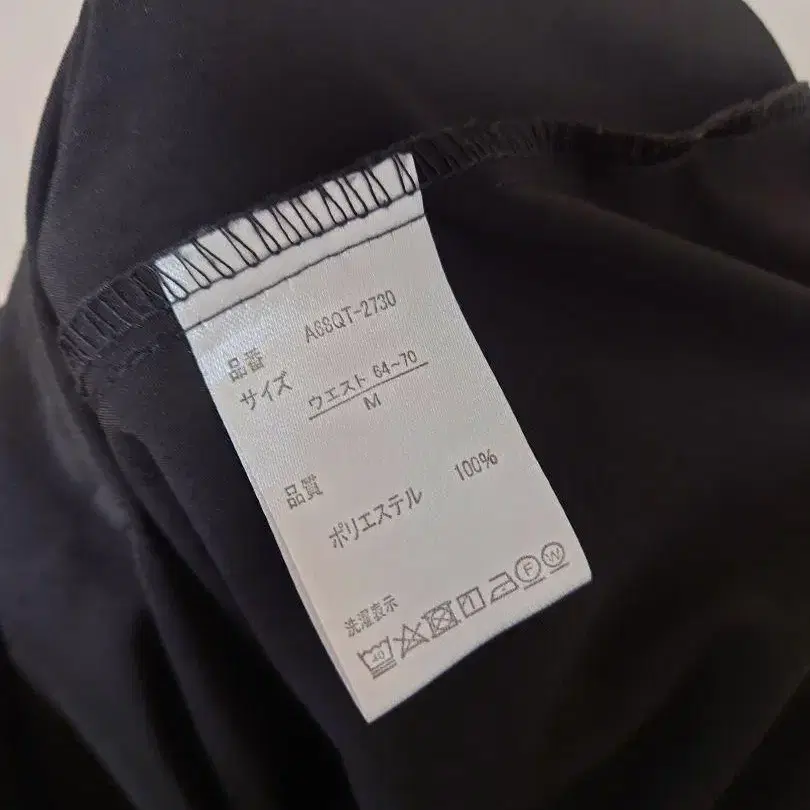 品番 A68QT-2730
サイズ ウエスト 64~70
M
品質
ポリエステル 100%
洗濯表示
40 F W